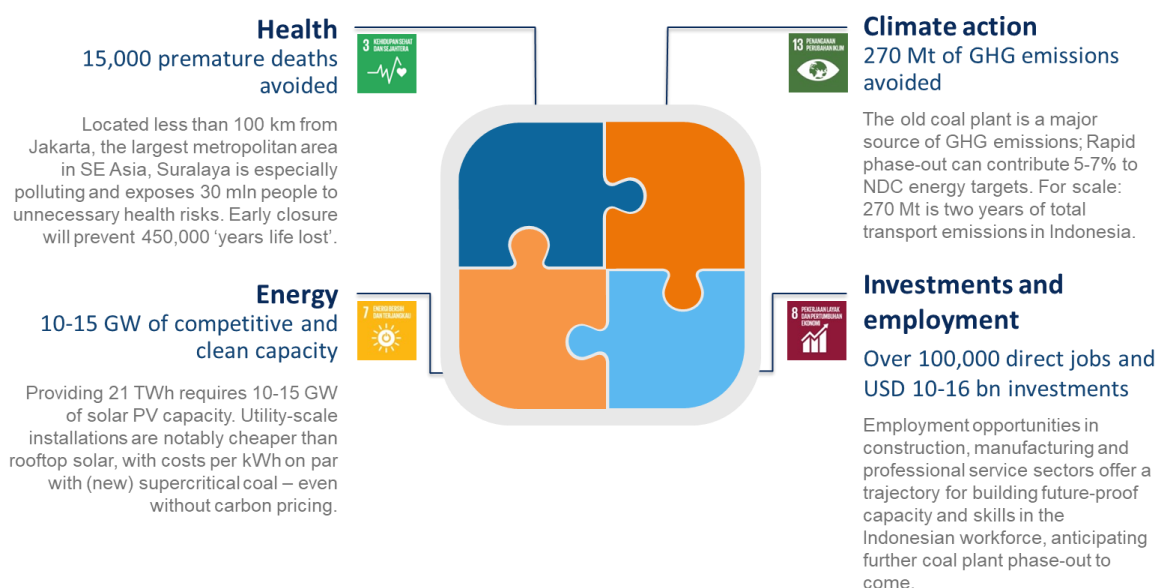 Health
15,000 premature deaths
avoided
3 KEHIDUPAN SEHAT
DAN SEJAHTERA
Located less than 100 km from
Jakarta, the largest metropolitan area
in SE Asia, Suralaya is especially
polluting and exposes 30 mln people to
unnecessary health risks. Early closure
will prevent 450,000 ‘years life lost’.
Climate action
270 Mt of GHG emissions
avoided
13 PENANGANAN
PERUBAHAN IKLIM
The old coal plant is a major
source of GHG emissions; Rapid
phase-out can contribute 5-7% to
NDC energy targets. For scale:
270 Mt is two years of total
transport emissions in Indonesia.
Energy
10-15 GW of competitive and
clean capacity
7 ENERGI BERSIH
DAN TERJANGKAU
Providing 21 TWh requires 10-15 GW
of solar PV capacity. Utility-scale
installations are notably cheaper than
rooftop solar, with costs per kWh on par
with (new) supercritical coal – even
without carbon pricing.
Investments and
employment
Over 100,000 direct jobs and
USD 10-16 bn investments
8 PEKERJAAN LAYAK
DAN PERTUMBUHAN
EKONOMI
Employment opportunities in
construction, manufacturing and
professional service sectors offer a
trajectory for building future-proof
capacity and skills in the
Indonesian workforce, anticipating
further coal plant phase-out to
come.